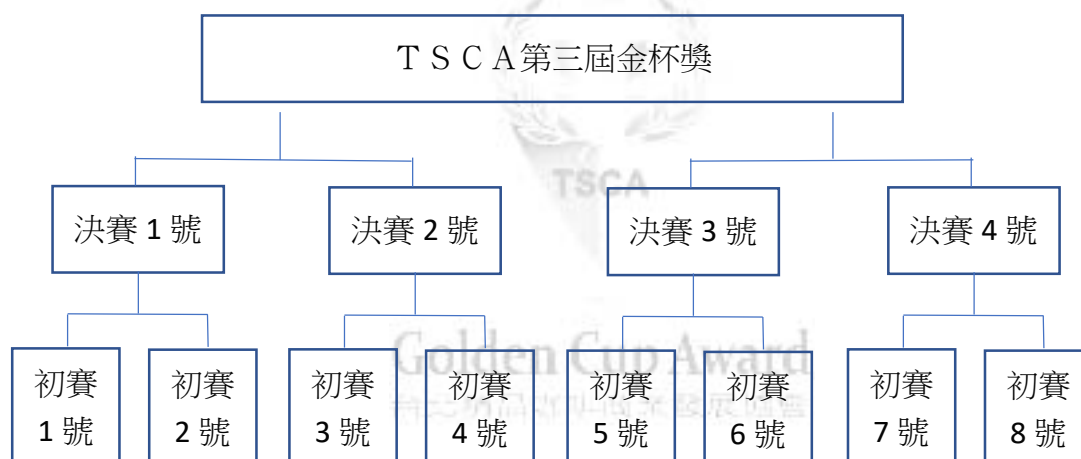 ＴＳＣＡ第三屆金杯獎
TSCA
決賽 1 號
決賽 2 號
決賽 3 號
決賽 4 號
Golden Cup Award
初賽
1 號
初賽
2 號
初賽
3 號
初賽
4 號
初賽
5 號
初賽
6 號
初賽
7 號
初賽
8 號